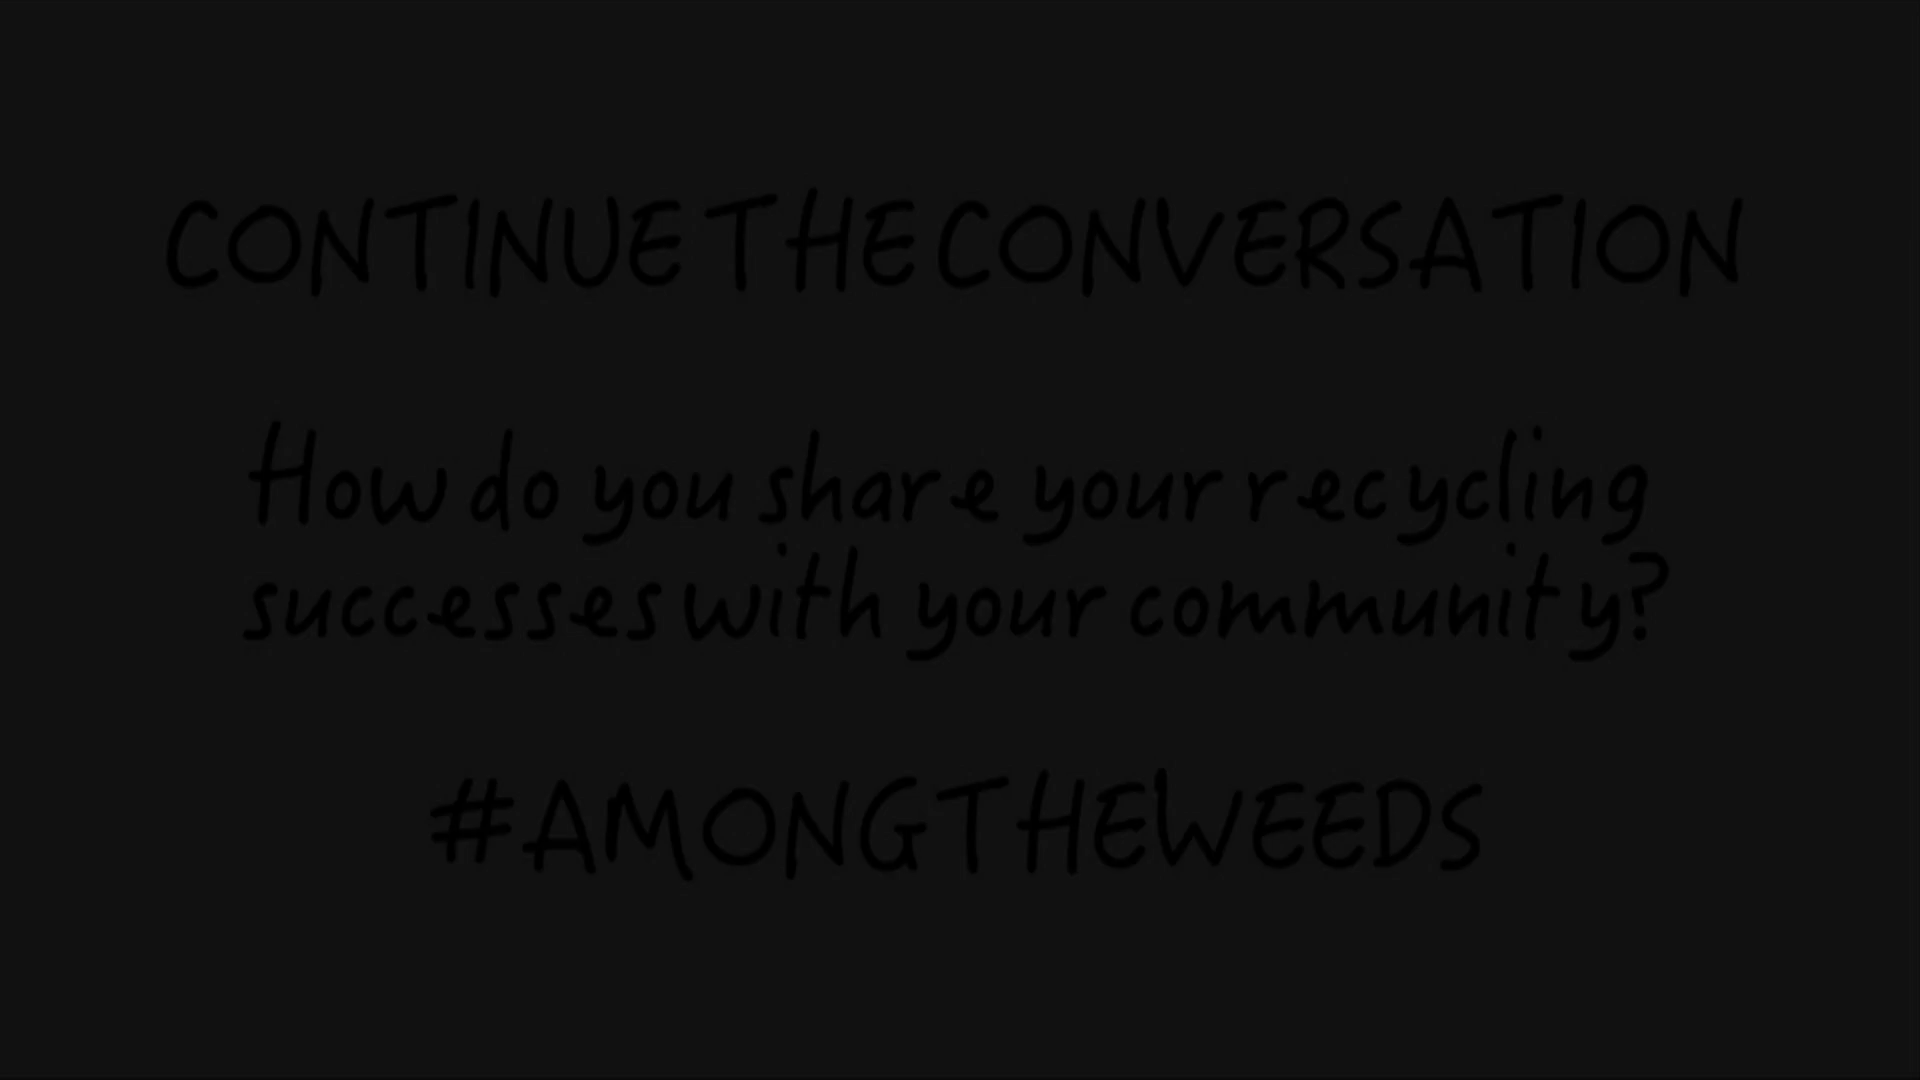 CONTINUE THE CONVERSATION
How do you share your recycling
successes with your community?
#AMONGTHEWEEDS